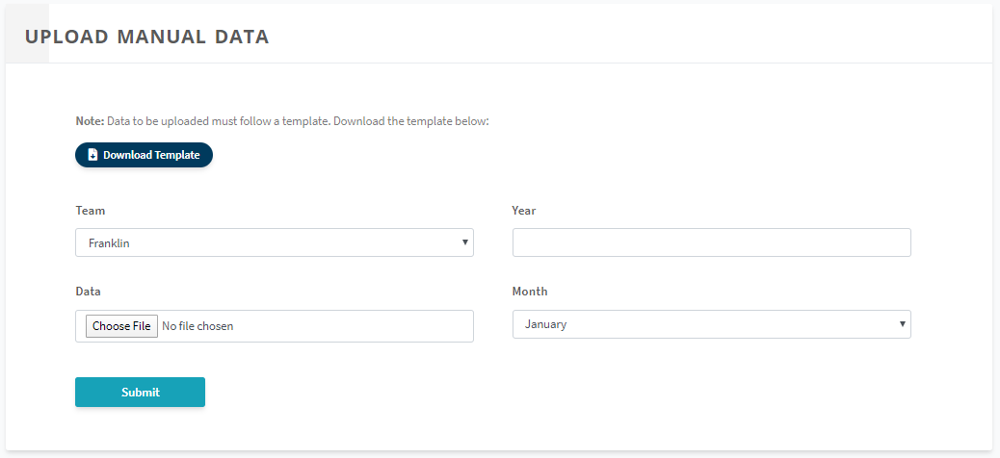 UPLOAD MANUAL DATA
Note: Data to be uploaded must follow a template. Download the template below:
Download Template
Team
Year
Franklin
Data
Month
Choose File No file chosen
January
Submit